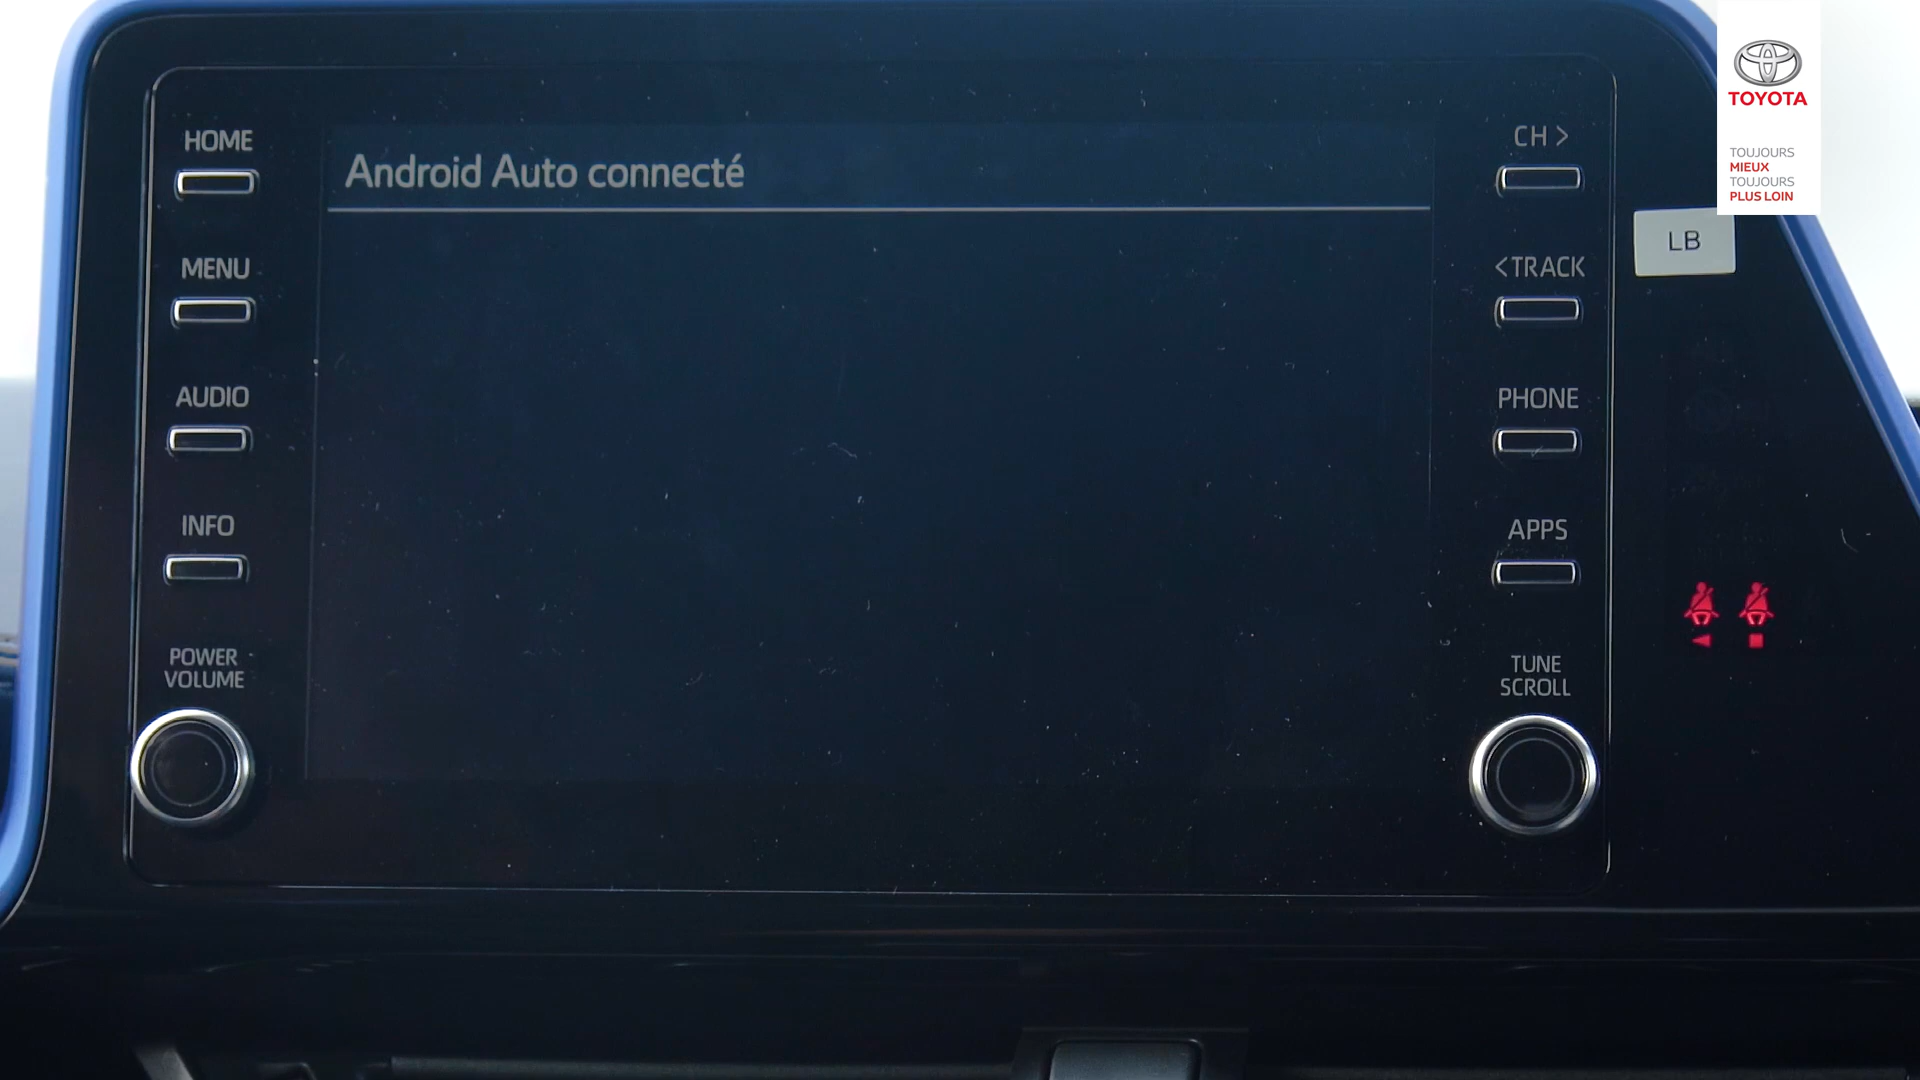 HOME
MENU
AUDIO
INFO
POWER
VOLUME
Android Auto connecté
CH >
<TRACK
PHONE
APPS
TUNE
SCROLL
LB
TOYOTA
TOUJOURS
MIEUX
TOUJOURS
PLUS LOIN